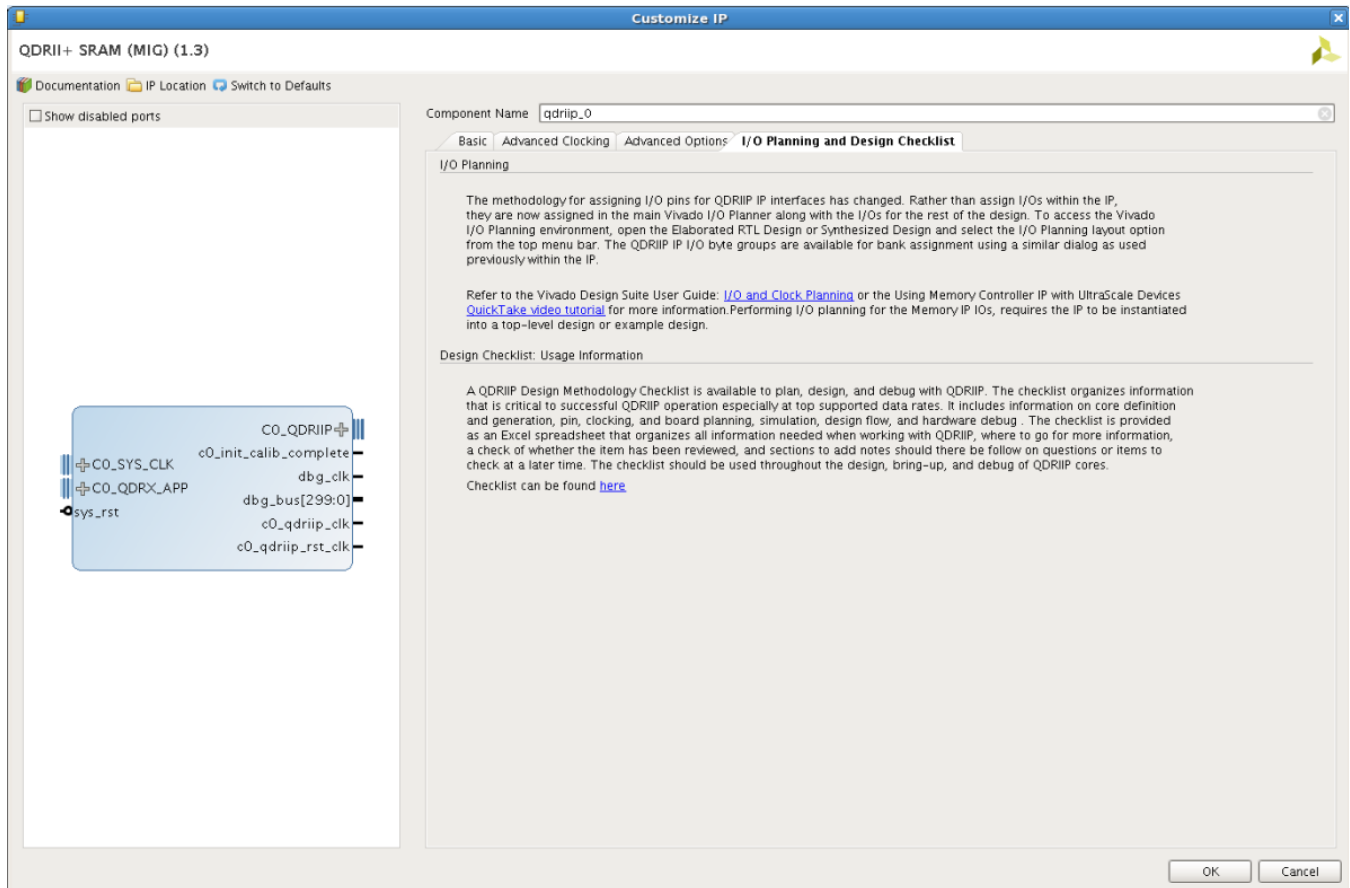 Customize IP
QDRII+ SRAM (MIG) (1.3)
Documentation IP Location Switch to Defaults
Show disabled ports
C0_QDRIIP
c0_init_calib_complete
C0_SYS_CLK
dbg_clk
C0_QDRX_APP
dbg_bus[299:0]
sys_rst
c0_qdriip_clk
c0_qdriip_rst_clk
Component Name qdriip_0
Basic Advanced Clocking Advanced Options I/O Planning and Design Checklist
I/O Planning
The methodology for assigning I/O pins for QDRIIP IP interfaces has changed. Rather than assign I/Os within the IP,
they are now assigned in the main Vivado I/O Planner along with the I/Os for the rest of the design. To access the Vivado
I/O Planning environment, open the Elaborated RTL Design or Synthesized Design and select the I/O Planning layout option
from the top menu bar. The QDRIIP IP I/O byte groups are available for bank assignment using a similar dialog as used
previously within the IP.
Refer to the Vivado Design Suite User Guide: I/O and Clock Planning or the Using Memory Controller IP with UltraScale Devices
QuickTake video tutorial for more information.Performing I/O planning for the Memory IP IOs, requires the IP to be instantiated
into a top-level design or example design.
Design Checklist: Usage Information
A QDRIIP Design Methodology Checklist is available to plan, design, and debug with QDRIIP. The checklist organizes information
that is critical to successful QDRIIP operation especially at top supported data rates. It includes information on core definition
and generation, pin, clocking, and board planning, simulation, design flow, and hardware debug . The checklist is provided
as an Excel spreadsheet that organizes all information needed when working with QDRIIP, where to go for more information,
a check of whether the item has been reviewed, and sections to add notes should there be follow on questions or items to
check at a later time. The checklist should be used throughout the design, bring-up, and debug of QDRIIP cores.
Checklist can be found here
OK Cancel